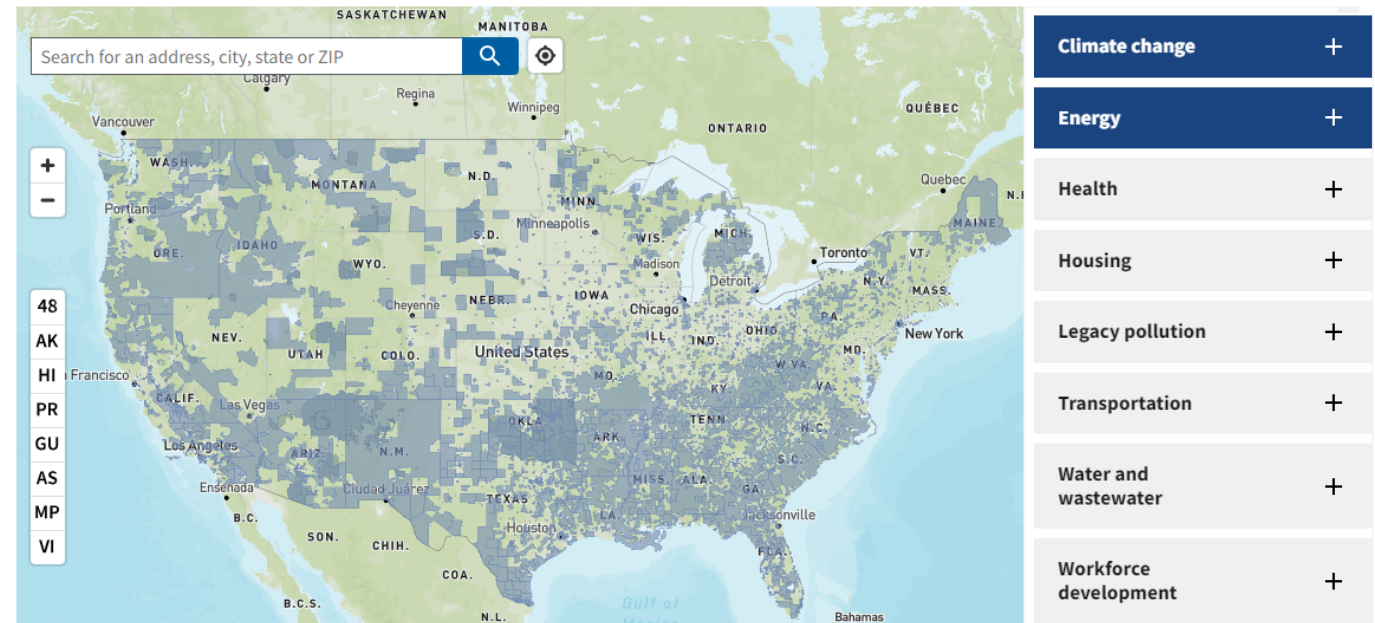 SASKATCHEWAN
MANITOBA
Search for an address, city, state or ZIP
Calgary
Regina
Winnipeg
Vancouver
ONTARIO
QUÉBEC
WASH.
MONTANA
N.D.
Quebec
N.B
Portland
MINN.
Minneapolis
MAINE
ORE.
IDAHO
S.D.
WIS.
MICH.
Toronto
VT.
WYO.
Madison
Detroit
N.Y.
MASS.
48
Cheyenne
NEBR.
IOWA
Chicago
PA.
AK
NEV.
UTAH
COLO.
United States
ILL.
IND.
OHIO
MD.
New York
HI
Francisco
MO.
W.VA.
KY.
VA.
PR
CALIF.
Las Vegas
OKLA.
TENN.
N.C.
GU
Los Angeles
ARIZ.
N.M.
ARK.
S.C.
AS
Ensenada
Ciudad Juárez
TEXAS
MISS.
ALA.
GA.
MP
B.C.
Houston
LA.
Jacksonville
VI
SON.
CHIH.
FLA.
COA.
B.C.S.
N.L.
Gulf of
Mexico
Bahamas
Climate change
Energy
Health
Housing
Legacy pollution
Transportation
Water and
wastewater
Workforce
development